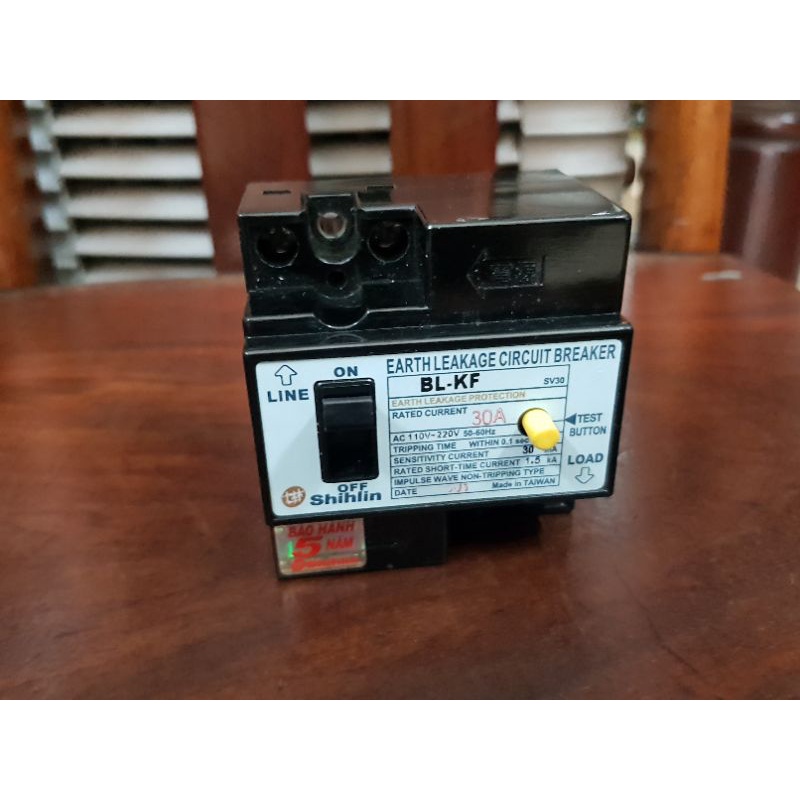 EARTH LEAKAGE CIRCUIT BREAKER
ON
LINE
BL-KF SV30
EARTH LEAKAGE PROTECTION
RATED CURRENT 30A
AC 110V~220V 50-60Hz
TRIPPING TIME WITHIN 0.1
SENSITIVITY CURRENT 30
RATED SHORT-TIME CURRENT 1.5 kA
IMPULSE WAVE NON-TRIPPING TYPE
DATE Made in TAIWAN
TEST
BUTTON
LOAD
OFF
Shihlin
BẢO HÀNH
5 NĂM